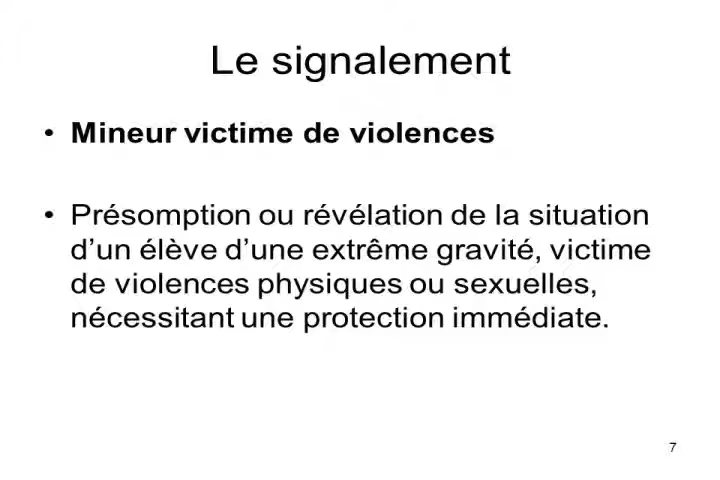 Le signalement
• Mineur victime de violences
• Présomption ou révélation de la situation
d’un élève d’une extrême gravité, victime
de violences physiques ou sexuelles,
nécessitant une protection immédiate.
7